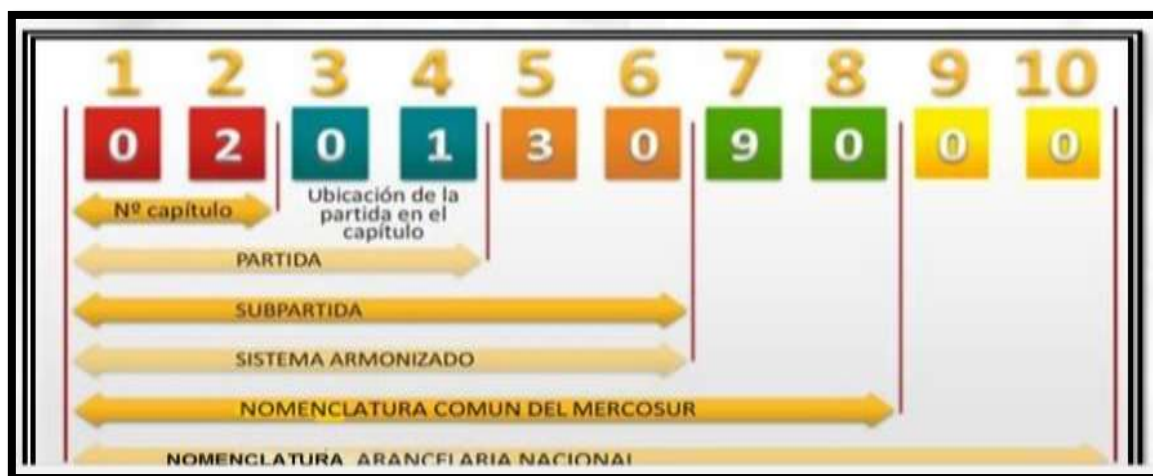 1 2 3 4 5 6 7 8 9 10
0 2 0 1 3 0 9 0 0 0
Nº capítulo
Ubicación de la
partida en el
capítulo
PARTIDA
SUBPARTIDA
SISTEMA ARMONIZADO
NOMENCLATURA COMUN DEL MERCOSUR
NOMENCLATURA ARANCELARIA NACIONAL